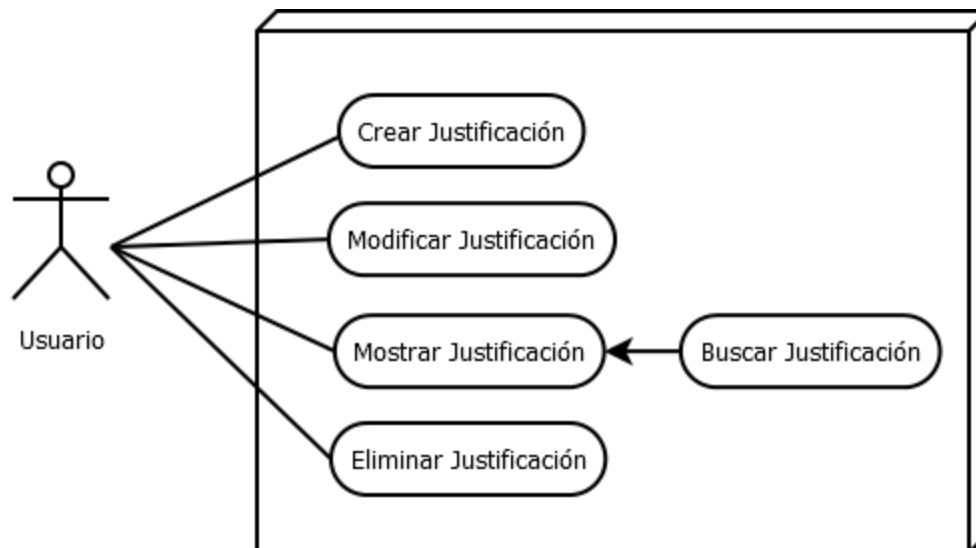 Crear Justificación
Modificar Justificación
Usuario
Mostrar Justificación
Buscar Justificación
Eliminar Justificación